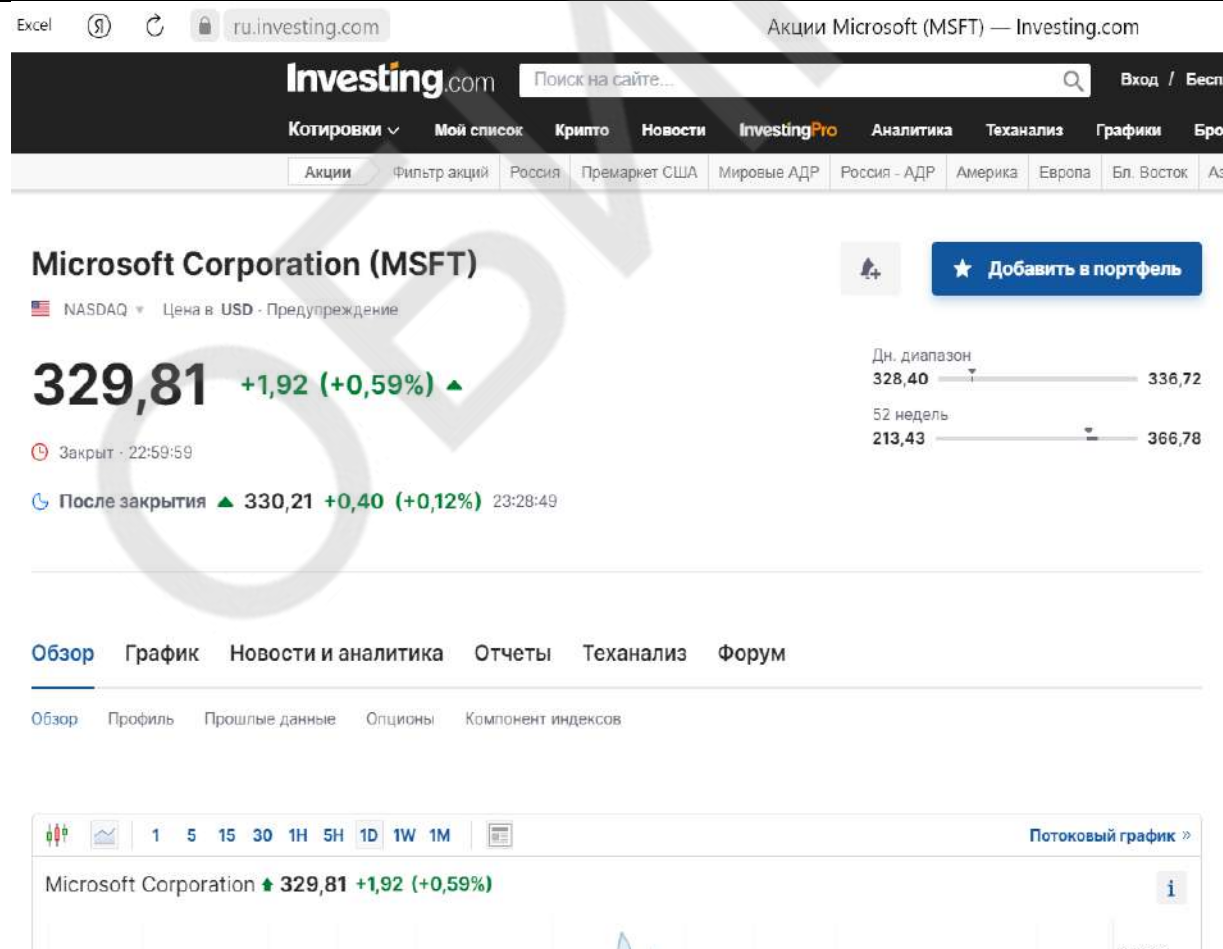 Excel Я ru.investing.com Акции Microsoft (MSFT) — Investing.com
Investing.com Поиск на сайте... Вход / Бесп
Котировки Мой список Крипто Новости InvestingPro Аналитика Теханализ Графики Бро
Акции Фильтр акций Россия Премаркет США Мировые АДР Россия - АДР Америка Европа Бл. Восток Аз
Microsoft Corporation (MSFT)
Добавить в портфель
NASDAQ Цена в USD · Предупреждение
329,81 +1,92 (+0,59%)
Дн. диапазон
328,40 336,72
52 недель
213,43 366,78
Закрыт · 22:59:59
После закрытия 330,21 +0,40 (+0,12%) 23:28:49
Обзор График Новости и аналитика Отчеты Теханализ Форум
Обзор Профиль Прошлые данные Опционы Компонент индексов
1 5 15 30 1H 5H 1D 1W 1M Потоковый график »
Microsoft Corporation 329,81 +1,92 (+0,59%) i